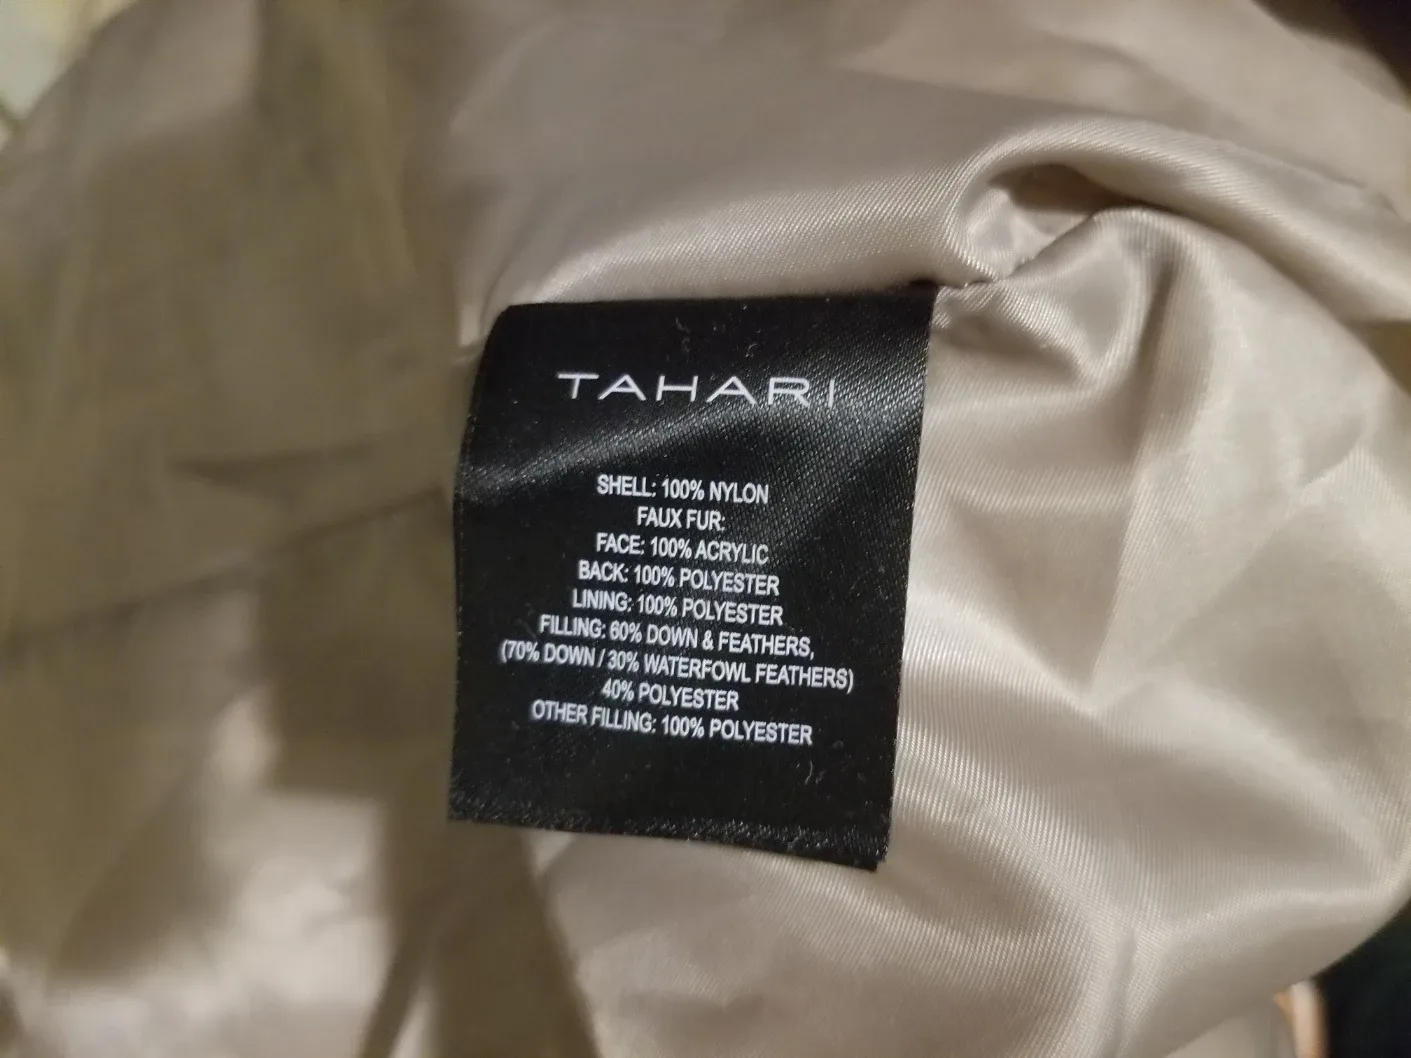 TAHARI
SHELL: 100% NYLON
FAUX FUR:
FACE: 100% ACRYLIC
BACK: 100% POLYESTER
LINING: 100% POLYESTER
FILLING: 60% DOWN & FEATHERS,
(70% DOWN / 30% WATERFOWL FEATHERS)
40% POLYESTER
OTHER FILLING: 100% POLYESTER